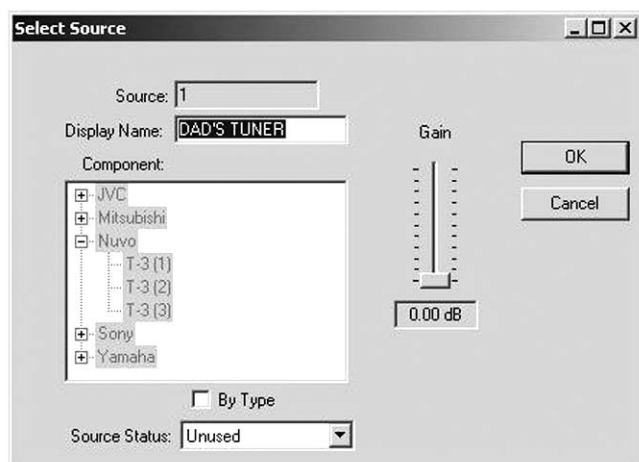 Select Source
Source: 1
Display Name: DAD'S TUNER
Component:
JVC
Mitsubishi
Nuvo
T-3 (1)
T-3 (2)
T-3 (3)
Sony
Yamaha
By Type
Source Status: Unused
Gain
0.00 dB
OK
Cancel